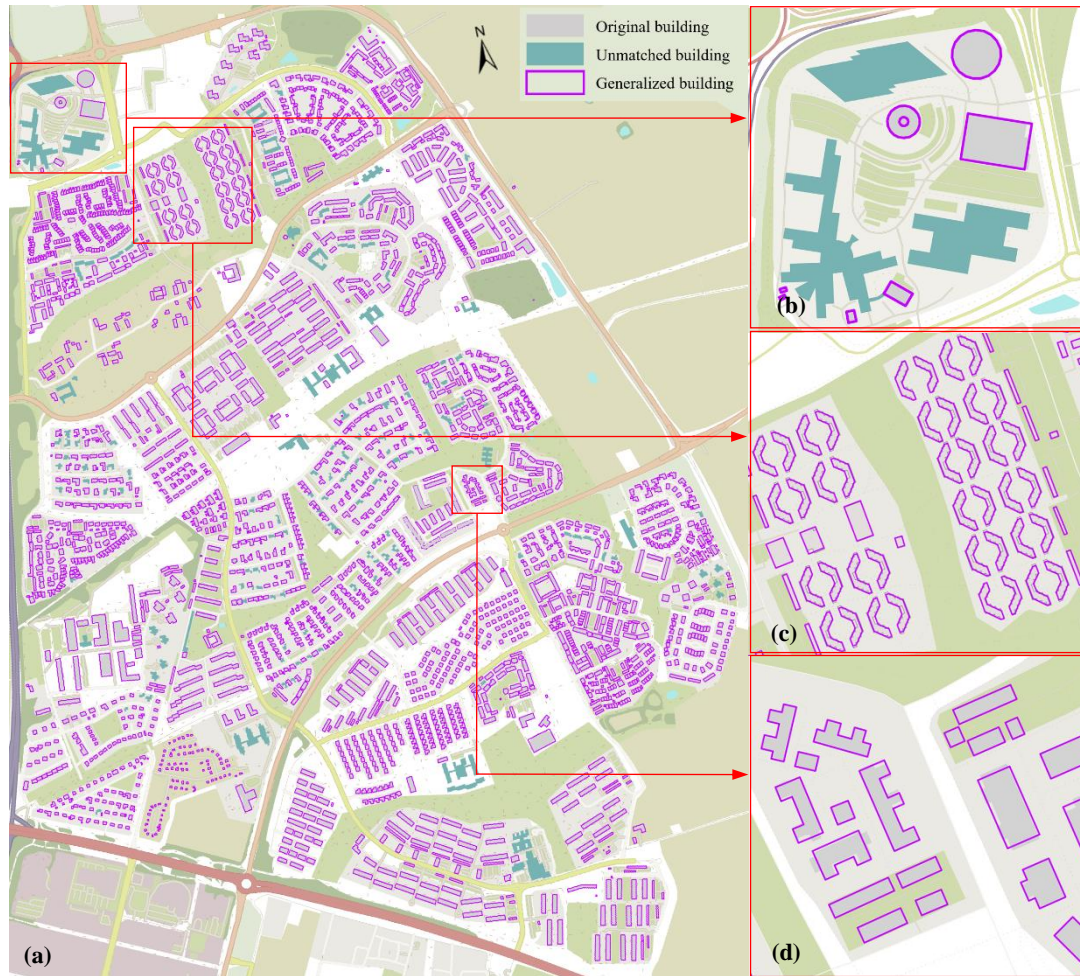 N
Original building
Unmatched building
Generalized building
(a)
(b)
(c)
(d)